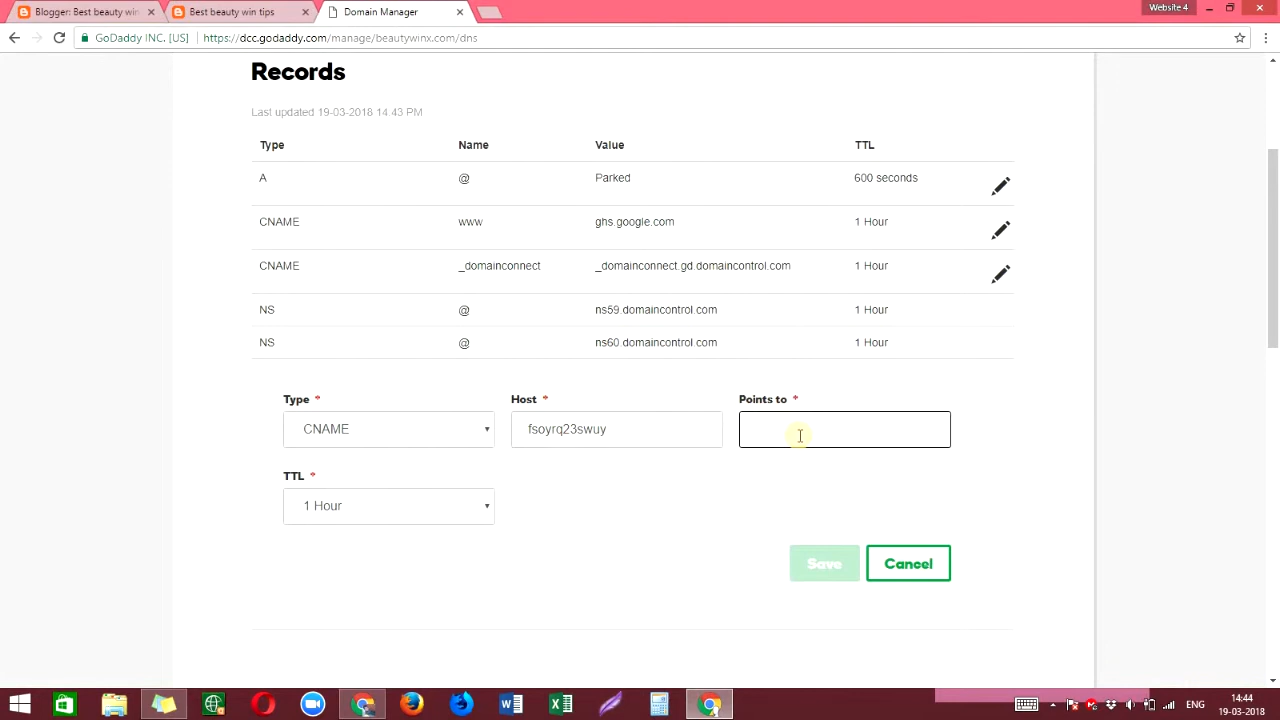 Blogger: Best beauty win
Best beauty win tips
Domain Manager
Website 4
GoDaddy INC. [US]
https://dcc.godaddy.com/manage/beautywinx.com/dns
Records
Last updated 19-03-2018 14:43 PM
Type Name Value TTL
A @ Parked 600 seconds
CNAME www ghs.google.com 1 Hour
CNAME _domainconnect _domainconnect.gd.domaincontrol.com 1 Hour
NS @ ns59.domaincontrol.com 1 Hour
NS @ ns60.domaincontrol.com 1 Hour
Type * Host * Points to *
CNAME fsoyrq23swuy
TTL *
1 Hour
Save Cancel
ENG
14:44
19-03-2018